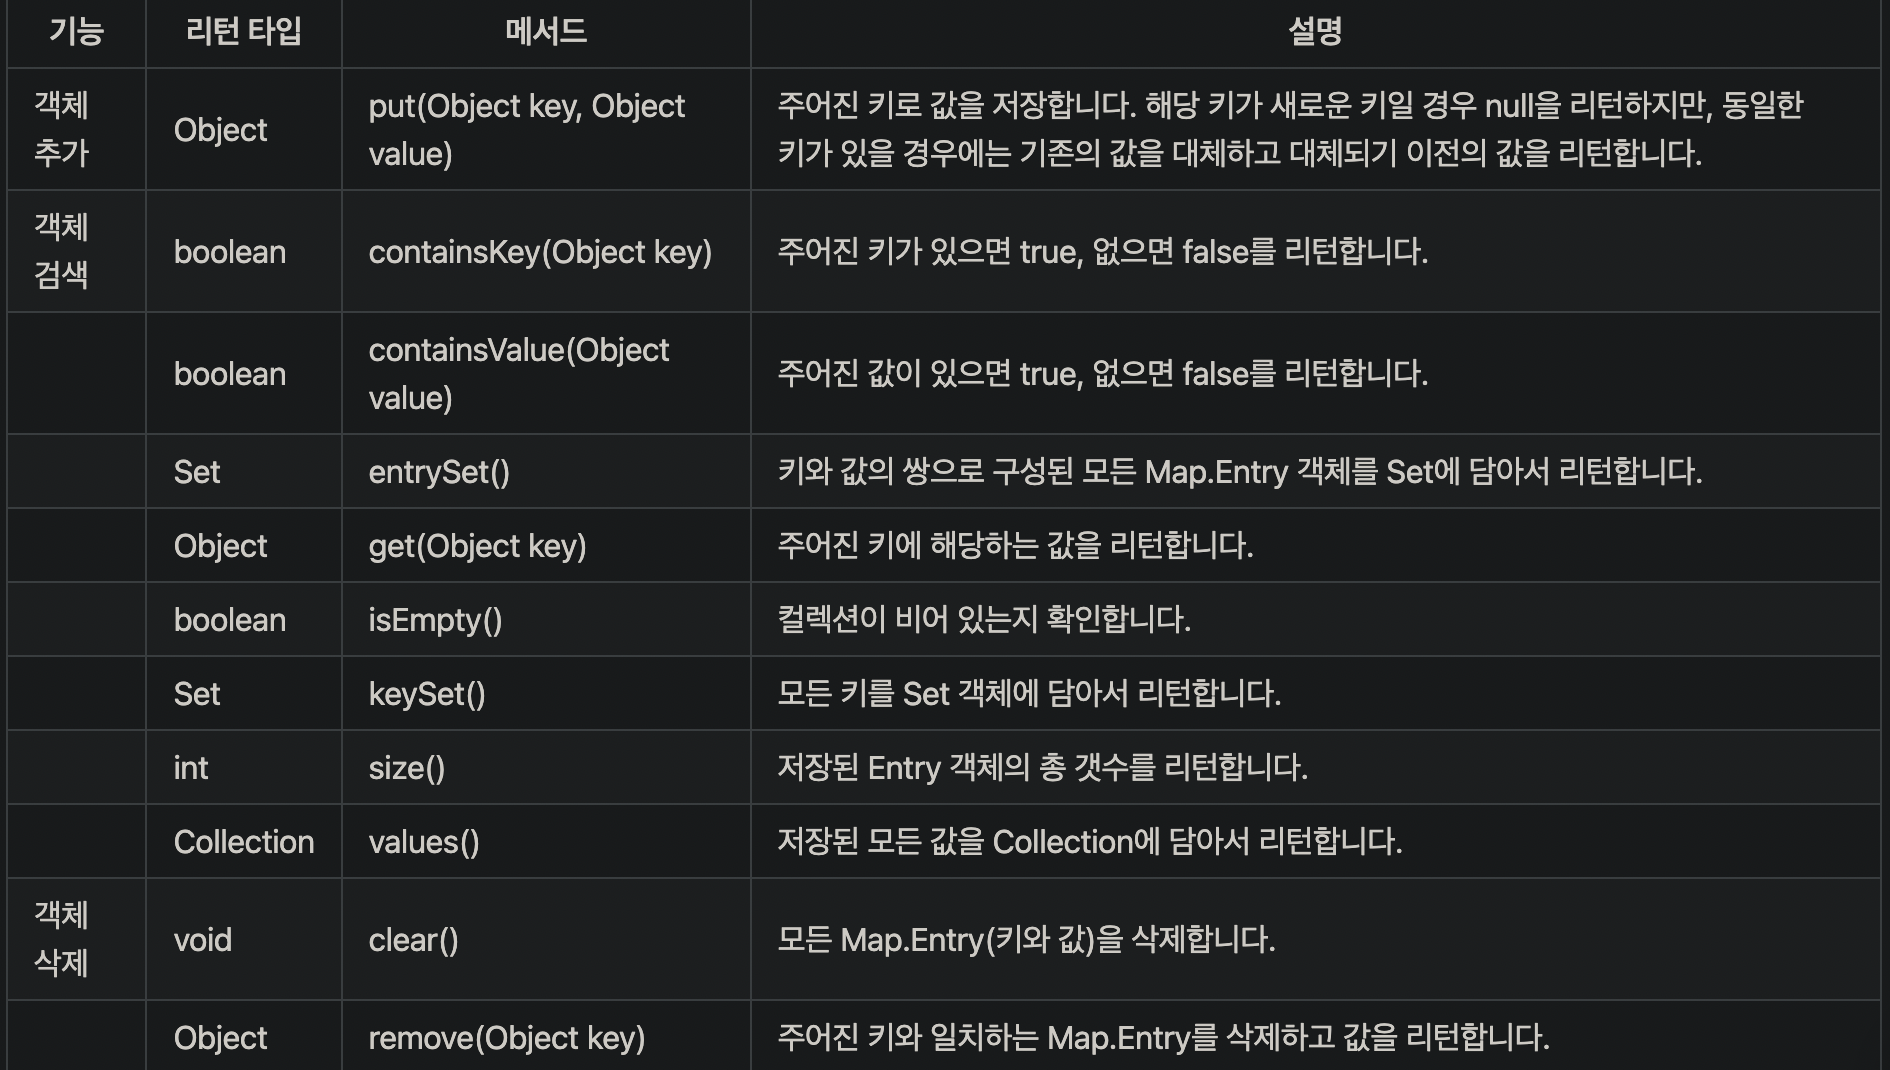 기능 리턴 타입 메서드 설명
객체
추가
Object
put(Object key, Object
value)
주어진 키로 값을 저장합니다. 해당 키가 새로운 키일 경우 null을 리턴하지만, 동일한
키가 있을 경우에는 기존의 값을 대체하고 대체되기 이전의 값을 리턴합니다.
객체
검색
boolean
containsKey(Object key)
주어진 키가 있으면 true, 없으면 false를 리턴합니다.
boolean
containsValue(Object
value)
주어진 값이 있으면 true, 없으면 false를 리턴합니다.
Set entrySet() 키와 값의 쌍으로 구성된 모든 Map.Entry 객체를 Set에 담아서 리턴합니다.
Object get(Object key) 주어진 키에 해당하는 값을 리턴합니다.
boolean isEmpty() 컬렉션이 비어 있는지 확인합니다.
Set keySet() 모든 키를 Set 객체에 담아서 리턴합니다.
int size() 저장된 Entry 객체의 총 갯수를 리턴합니다.
Collection values() 저장된 모든 값을 Collection에 담아서 리턴합니다.
객체
삭제
void
clear()
모든 Map.Entry(키와 값)을 삭제합니다.
Object remove(Object key) 주어진 키와 일치하는 Map.Entry를 삭제하고 값을 리턴합니다.